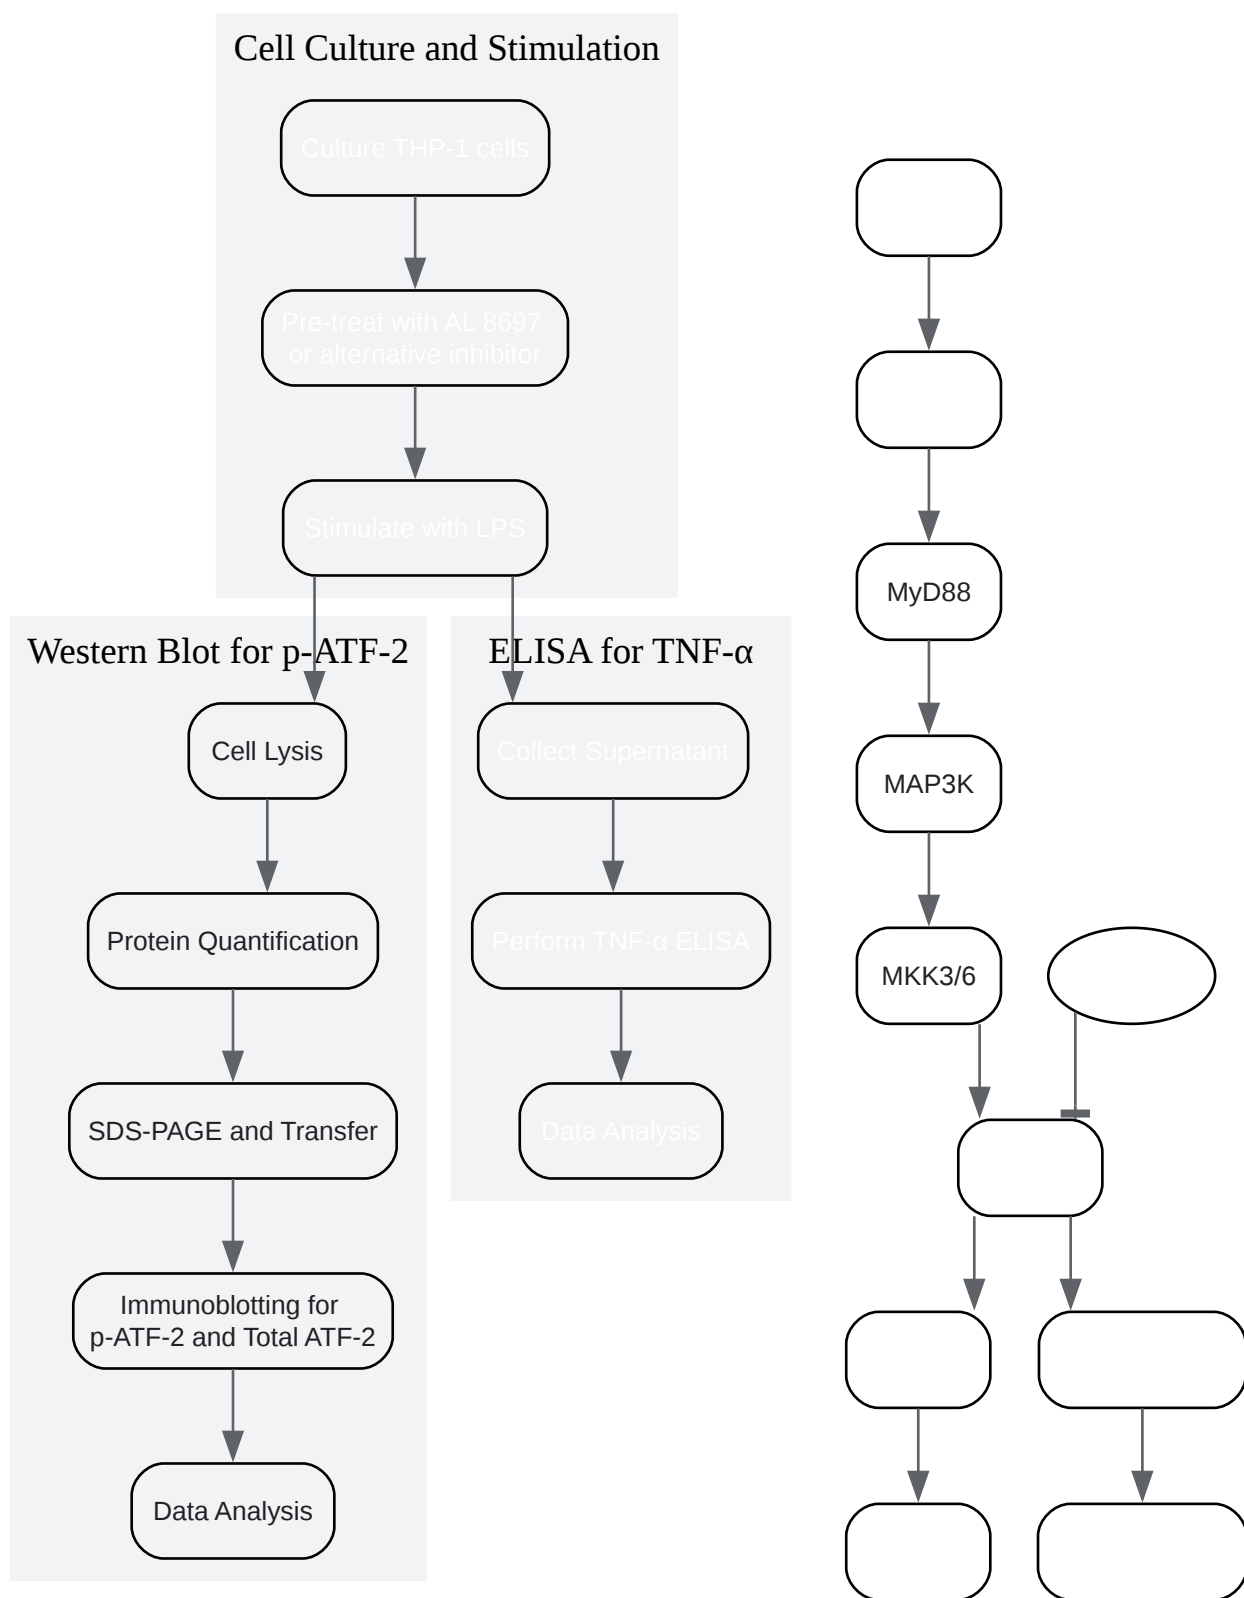 Cell Culture and Stimulation
Culture THP-1 cells
Pre-treat with AL 8697
or alternative inhibitor
Stimulate with LPS
Western Blot for p-ATF-2
Cell Lysis
Protein Quantification
SDS-PAGE and Transfer
Immunoblotting for
p-ATF-2 and Total ATF-2
Data Analysis
ELISA for TNF-α
Collect Supernatant
Perform TNF-α ELISA
Data Analysis
MyD88
MAP3K
MKK3/6